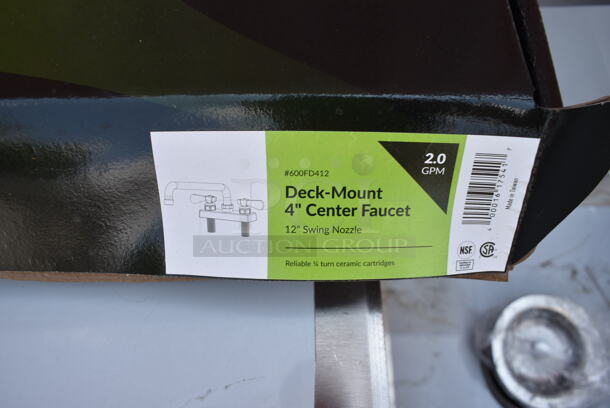 #600FD412
Deck-Mount
4" Center Faucet
12" Swing Nozzle
Reliable ¼ turn ceramic cartridges
2.0
GPM
Made in Taiwan
NSF
AUCTION GROUP